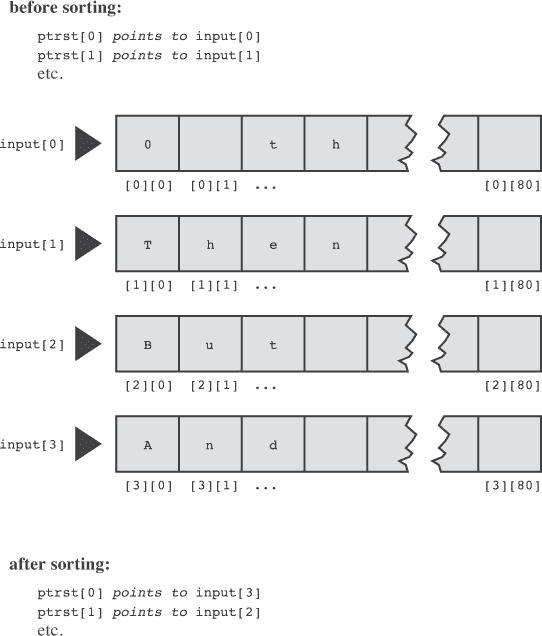 before sorting:
ptrst[0] points to input[0]
ptrst[1] points to input[1]
etc.
input[0] 0 t h
[0][0] [0][1] ... [0][80]
input[1] T h e n
[1][0] [1][1] ... [1][80]
input[2] B u t
[2][0] [2][1] ... [2][80]
input[3] A n d
[3][0] [3][1] ... [3][80]
after sorting:
ptrst[0] points to input[3]
ptrst[1] points to input[2]
etc.